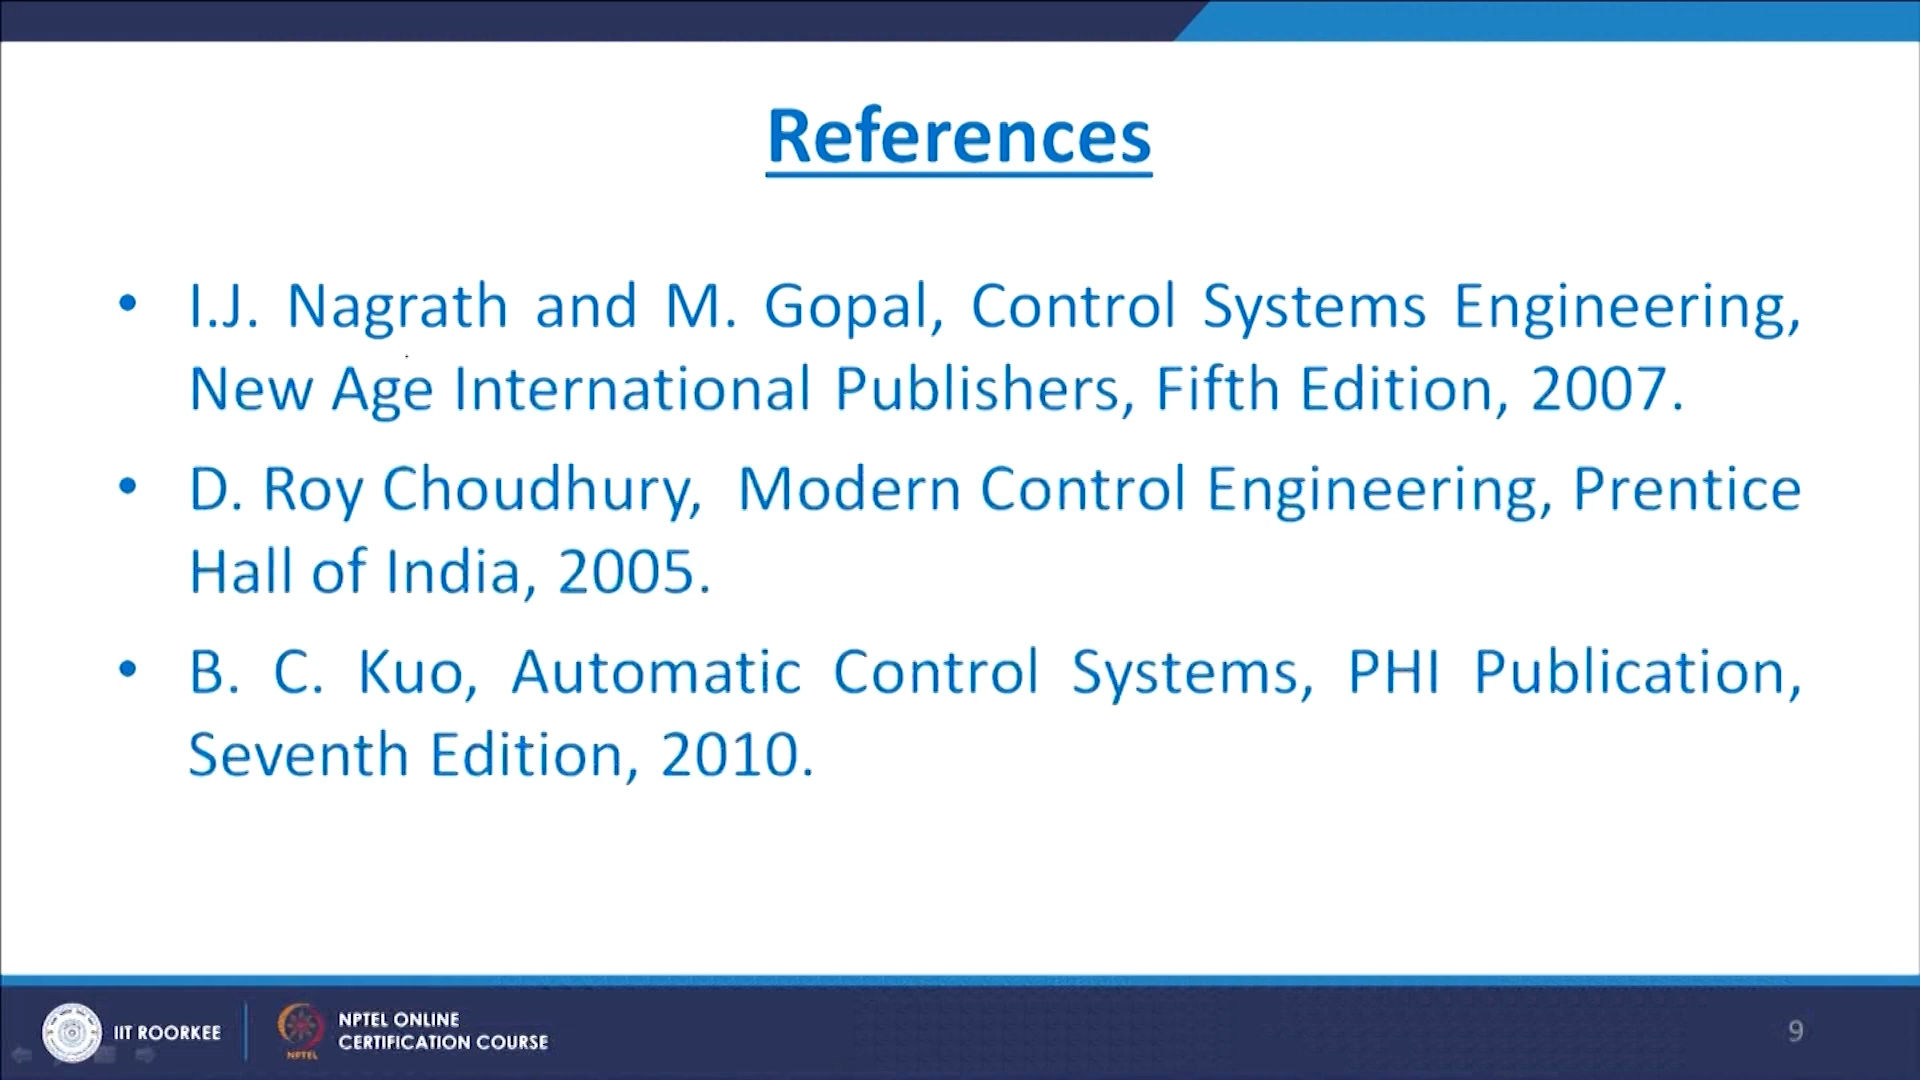 References
• I.J. Nagrath and M. Gopal, Control Systems Engineering,
New Age International Publishers, Fifth Edition, 2007.
• D. Roy Choudhury, Modern Control Engineering, Prentice
Hall of India, 2005.
• B. C. Kuo, Automatic Control Systems, PHI Publication,
Seventh Edition, 2010.
IIT ROORKEE
NPTEL
NPTEL ONLINE
CERTIFICATION COURSE
9